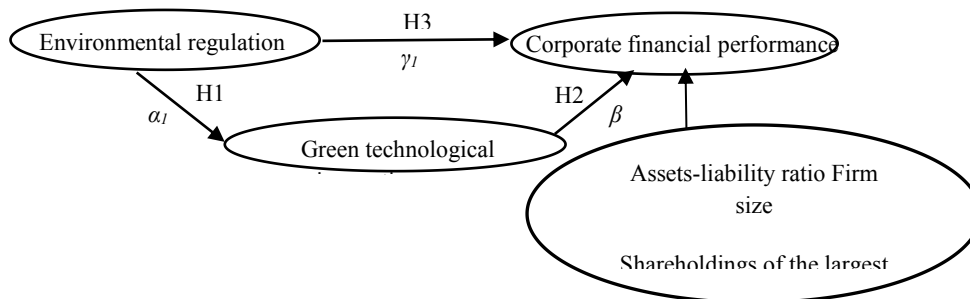 H3
Environmental regulation
Corporate financial performance
γ1
H1
α1
H2
β
Green technological
Assets-liability ratio Firm
size
Shareholdings of the largest